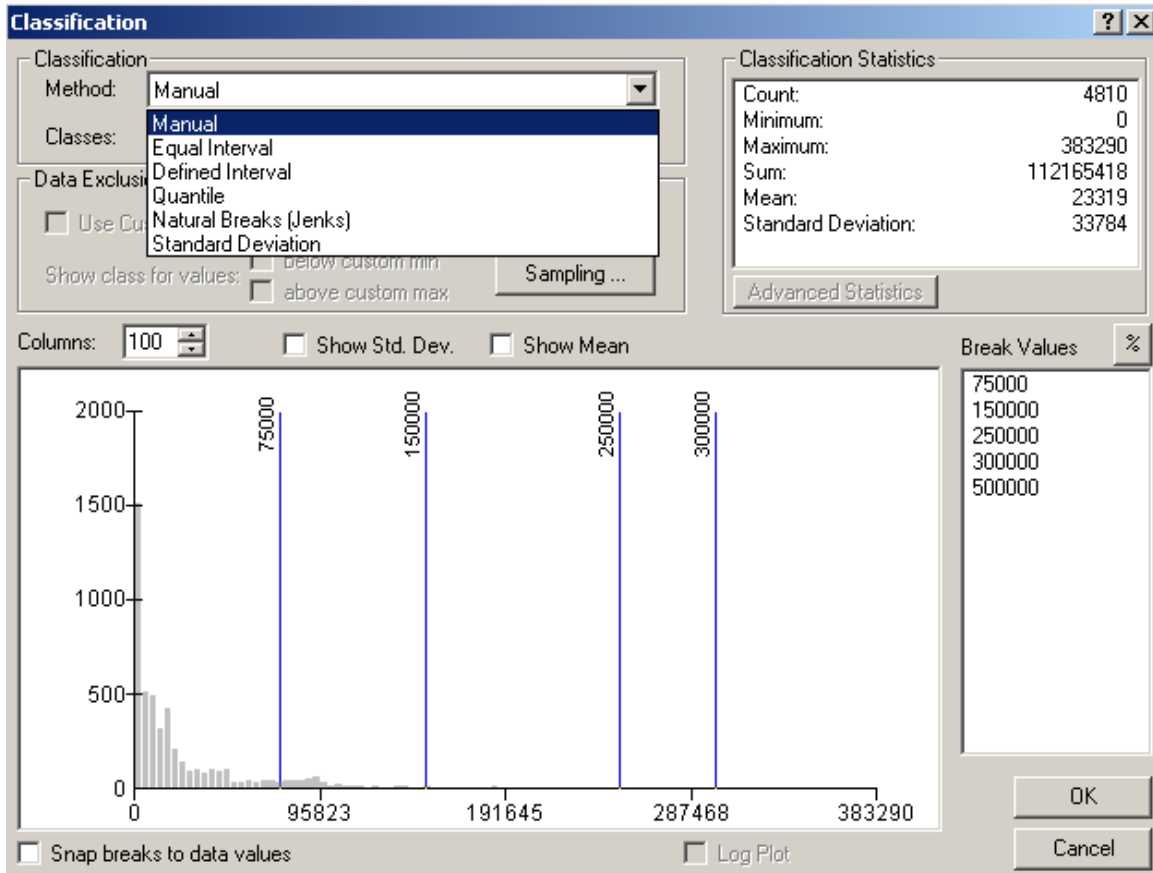 Classification
Classification
Method: Manual
Manual
Equal Interval
Defined Interval
Quantile
Natural Breaks (Jenks)
Standard Deviation
Classes:
Data Exclusi
Use Cu
Show class for values:
below custom min
above custom max
Sampling ...
Classification Statistics
Count: 4810
Minimum: 0
Maximum: 383290
Sum: 112165418
Mean: 23319
Standard Deviation: 33784
Advanced Statistics
Columns: 100
Show Std. Dev.
Show Mean
Break Values
%
75000
150000
250000
300000
500000
2000
1500
1000
500
0
75000
150000
250000
300000
0 95823 191645 287468 383290
Snap breaks to data values
Log Plot
OK
Cancel